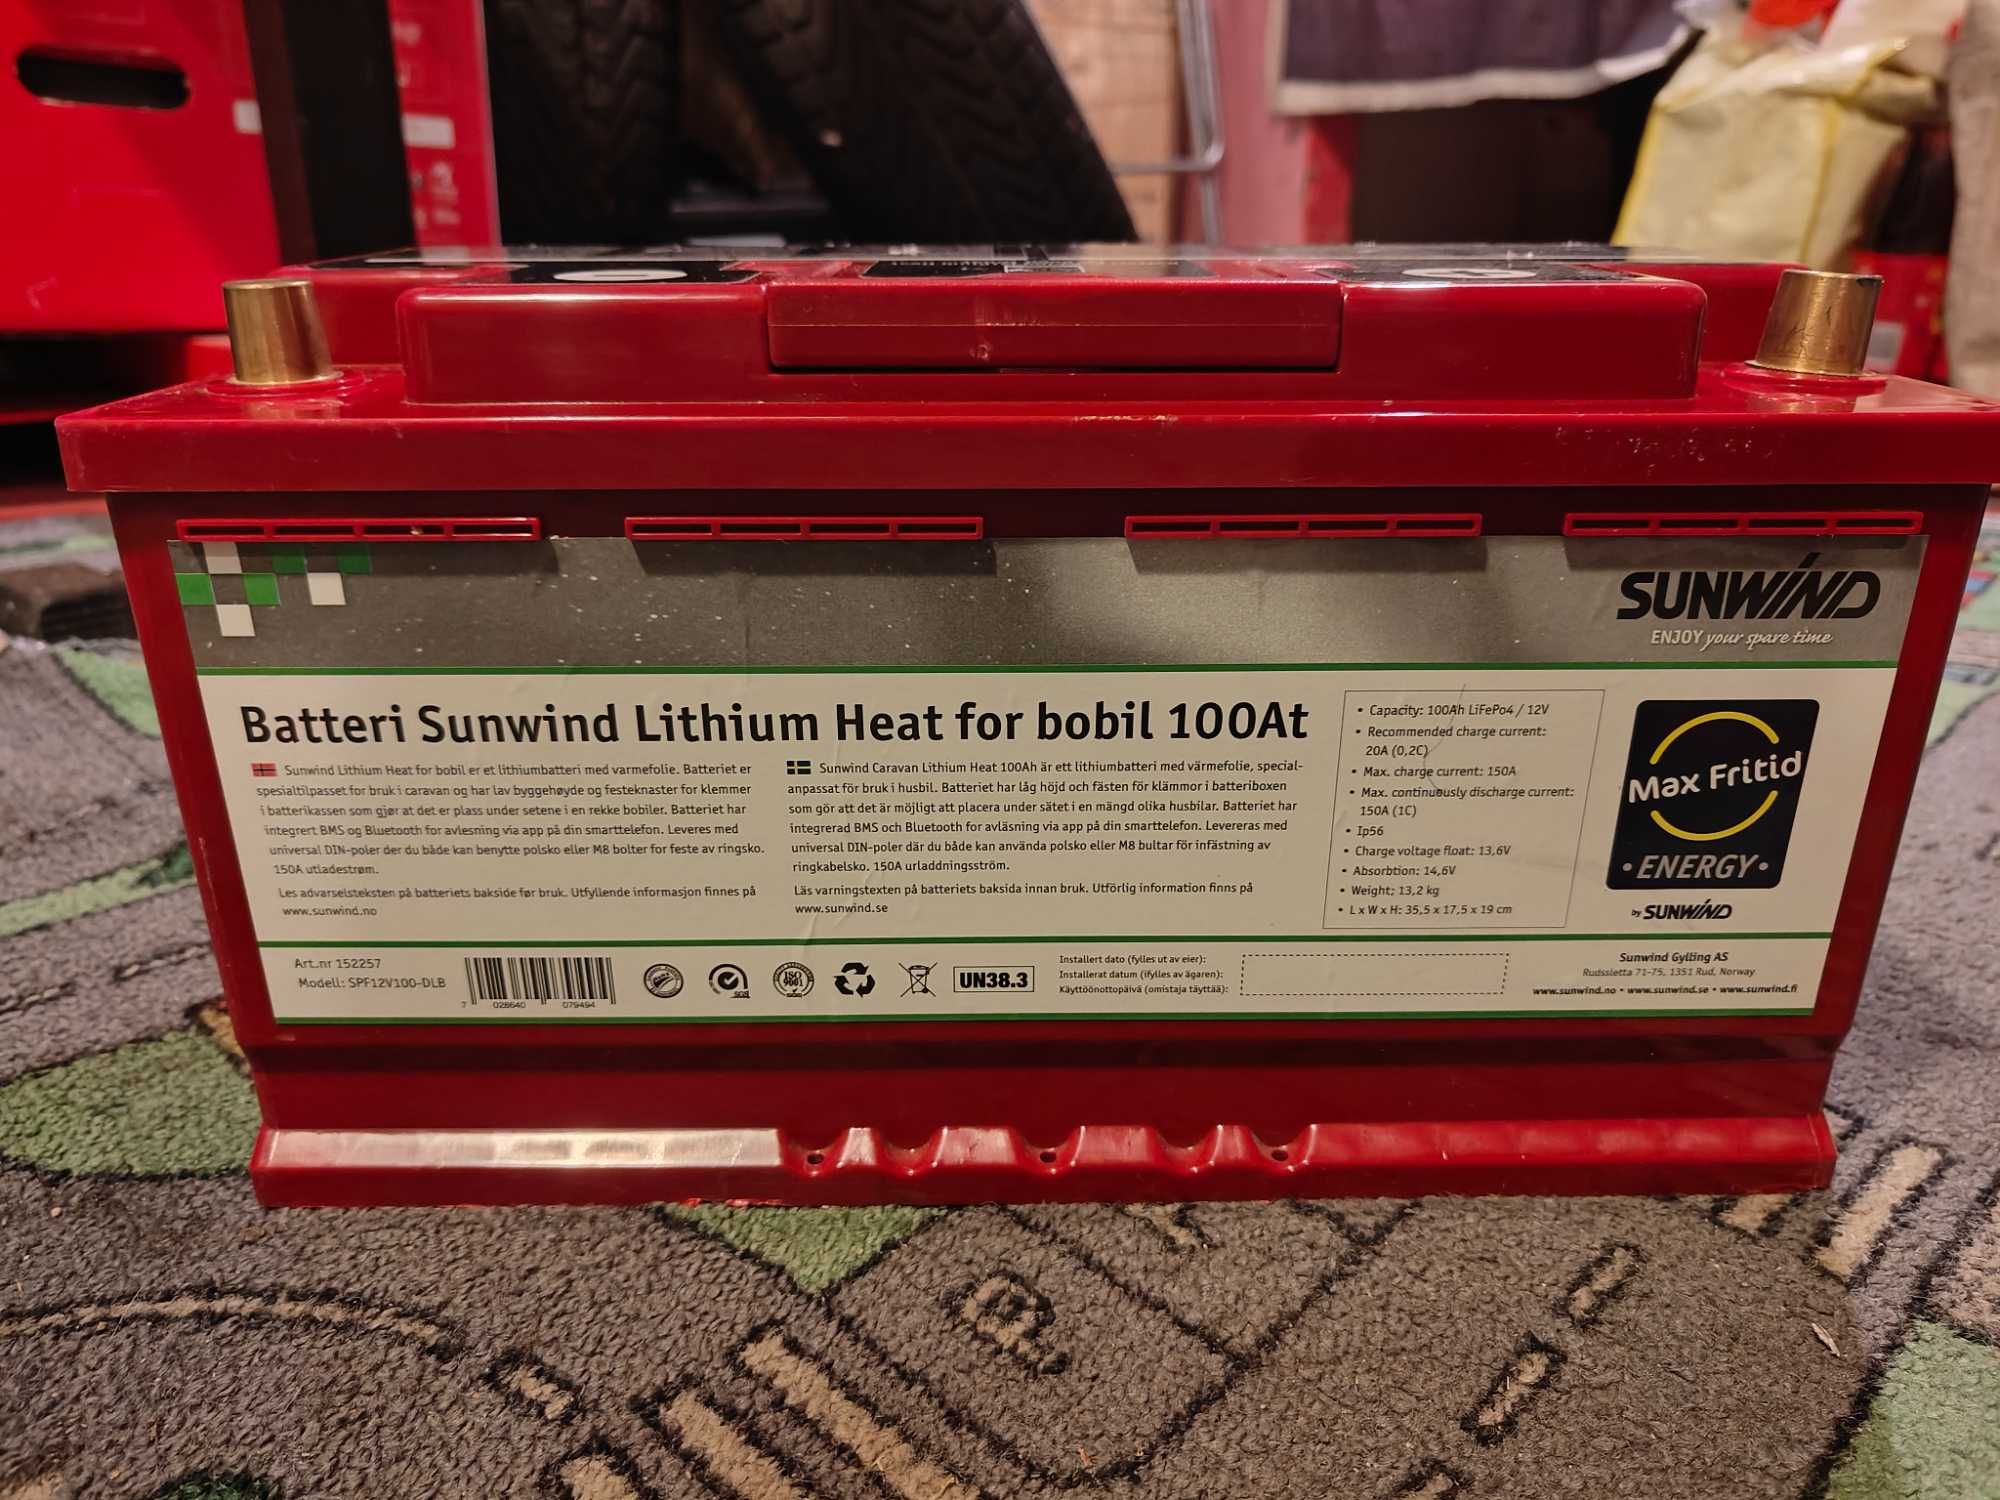 SUNWIND
ENJOY your spare time
Batteri Sunwind Lithium Heat for bobil 100At
Sunwind Lithium Heat for bobil er et lithiumbatteri med varmefolie. Batteriet er
spesialtilpasset for bruk i caravan og har lav byggehøyde og festeknaster for klemmer
i batterikassen som gjør at det er plass under setene i en rekke bobiler. Batteriet har
integrert BMS og Bluetooth for avlesning via app på din smarttelefon. Leveres med
universal DIN-poler der du både kan benytte polsko eller M8 bolter for feste av ringsko.
150A utladestrøm.
Les advarselsteksten på batteriets bakside før bruk. Utfyllende informasjon finnes på
www.sunwind.no
Sunwind Caravan Lithium Heat 100Ah är ett lithiumbatteri med värmefolie, special-
anpassat för bruk i husbil. Batteriet har låg höjd och fästen för klämmor i batteriboxen
som gör att det är möjligt att placera under sätet i en mängd olika husbilar. Batteriet har
integrerad BMS och Bluetooth for avläsning via app på din smarttelefon. Levereras med
universal DIN-poler där du både kan använda polsko eller M8 bultar för infästning av
ringkabelsko. 150A urladdningsström.
Läs varningstexten på batteriets baksida innan bruk. Utförlig information finns på
www.sunwind.se
• Capacity: 100Ah LiFePo4 / 12V
• Recommended charge current:
20A (0,2C)
• Max. charge current: 150A
• Max. continuously discharge current:
150A (1C)
• Ip56
• Charge voltage float: 13,6V
• Absorbtion: 14,6V
• Weight; 13,2 kg
• L x W x H: 35,5 x 17,5 x 19 cm
Max Fritid
• ENERGY •
by SUNWIND
Art.nr 152257
Modell: SPF12V100-DLB
7 028640 079494
SGS
ISO
9001
UN38.3
Installert dato (fylles ut av eier):
Installerat datum (ifylles av ägaren):
Käyttöönottopäivä (omistaja täyttää):
Sunwind Gylling AS
Rudssletta 71-75, 1351 Rud, Norway
www.sunwind.no • www.sunwind.se • www.sunwind.fi